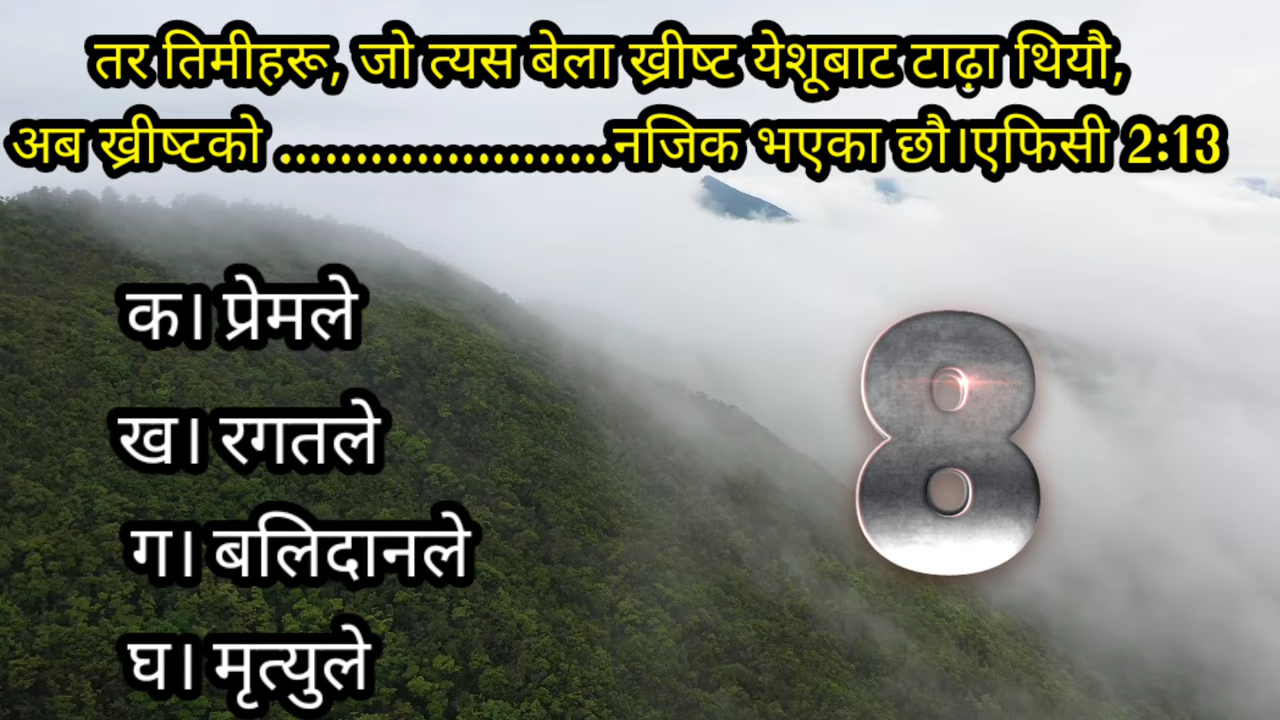 तर तिमीहरू, जो त्यस बेला ख्रीष्ट येशूबाट टाढ़ा थियौ,
अब ख्रीष्टको ......................नजिक भएका छौ।एफिसी 2:13
क। प्रेमले
ख। रगतले
ग। बलिदानले
घ। मृत्युले
8